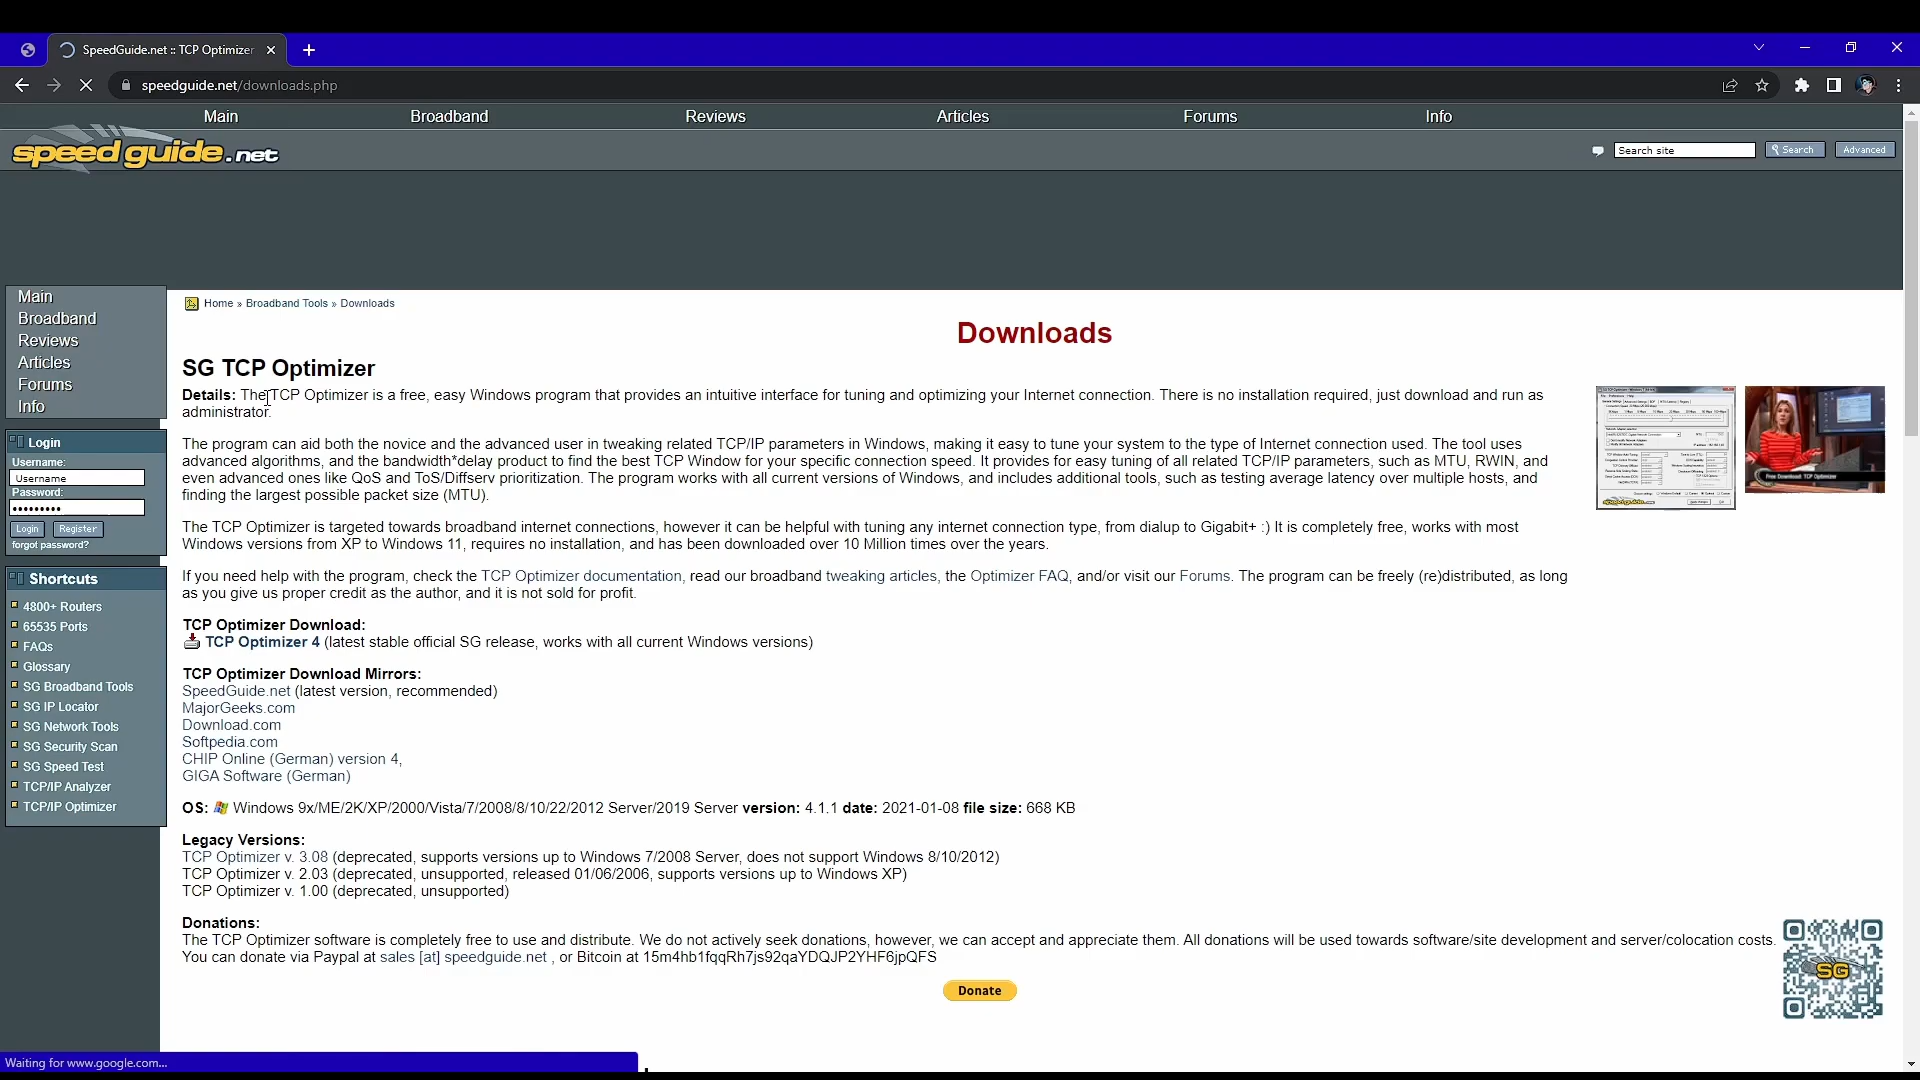 SpeedGuide.net :: TCP Optimizer
speedguide.net/downloads.php
Main Broadband Reviews Articles Forums Info
speed guide.net
Search site Search Advanced
Main
Broadband
Reviews
Articles
Forums
Info
Login
Username:
Username
Password:
•••••••••
Login Register
forgot password?
Shortcuts
4800+ Routers
65535 Ports
FAQs
Glossary
SG Broadband Tools
SG IP Locator
SG Network Tools
SG Security Scan
SG Speed Test
TCP/IP Analyzer
TCP/IP Optimizer
Home » Broadband Tools » Downloads
Downloads
SG TCP Optimizer
Details: The TCP Optimizer is a free, easy Windows program that provides an intuitive interface for tuning and optimizing your Internet connection. There is no installation required, just download and run as
administrator.
The program can aid both the novice and the advanced user in tweaking related TCP/IP parameters in Windows, making it easy to tune your system to the type of Internet connection used. The tool uses
advanced algorithms, and the bandwidth*delay product to find the best TCP Window for your specific connection speed. It provides for easy tuning of all related TCP/IP parameters, such as MTU, RWIN, and
even advanced ones like QoS and ToS/Diffserv prioritization. The program works with all current versions of Windows, and includes additional tools, such as testing average latency over multiple hosts, and
finding the largest possible packet size (MTU).
The TCP Optimizer is targeted towards broadband internet connections, however it can be helpful with tuning any internet connection type, from dialup to Gigabit+ :) It is completely free, works with most
Windows versions from XP to Windows 11, requires no installation, and has been downloaded over 10 Million times over the years.
If you need help with the program, check the TCP Optimizer documentation, read our broadband tweaking articles, the Optimizer FAQ, and/or visit our Forums. The program can be freely (re)distributed, as long
as you give us proper credit as the author, and it is not sold for profit.
TCP Optimizer Download:
TCP Optimizer 4 (latest stable official SG release, works with all current Windows versions)
TCP Optimizer Download Mirrors:
SpeedGuide.net (latest version, recommended)
MajorGeeks.com
Download.com
Softpedia.com
CHIP Online (German) version 4,
GIGA Software (German)
OS: Windows 9x/ME/2K/XP/2000/Vista/7/2008/8/10/22/2012 Server/2019 Server version: 4.1.1 date: 2021-01-08 file size: 668 KB
Legacy Versions:
TCP Optimizer v. 3.08 (deprecated, supports versions up to Windows 7/2008 Server, does not support Windows 8/10/2012)
TCP Optimizer v. 2.03 (deprecated, unsupported, released 01/06/2006, supports versions up to Windows XP)
TCP Optimizer v. 1.00 (deprecated, unsupported)
Donations:
The TCP Optimizer software is completely free to use and distribute. We do not actively seek donations, however, we can accept and appreciate them. All donations will be used towards software/site development and server/colocation costs.
You can donate via Paypal at sales [at] speedguide.net , or Bitcoin at 15m4hb1fqqRh7js92qaYDQJP2YHF6jpQFS
SG
Donate
Waiting for www.google.com...